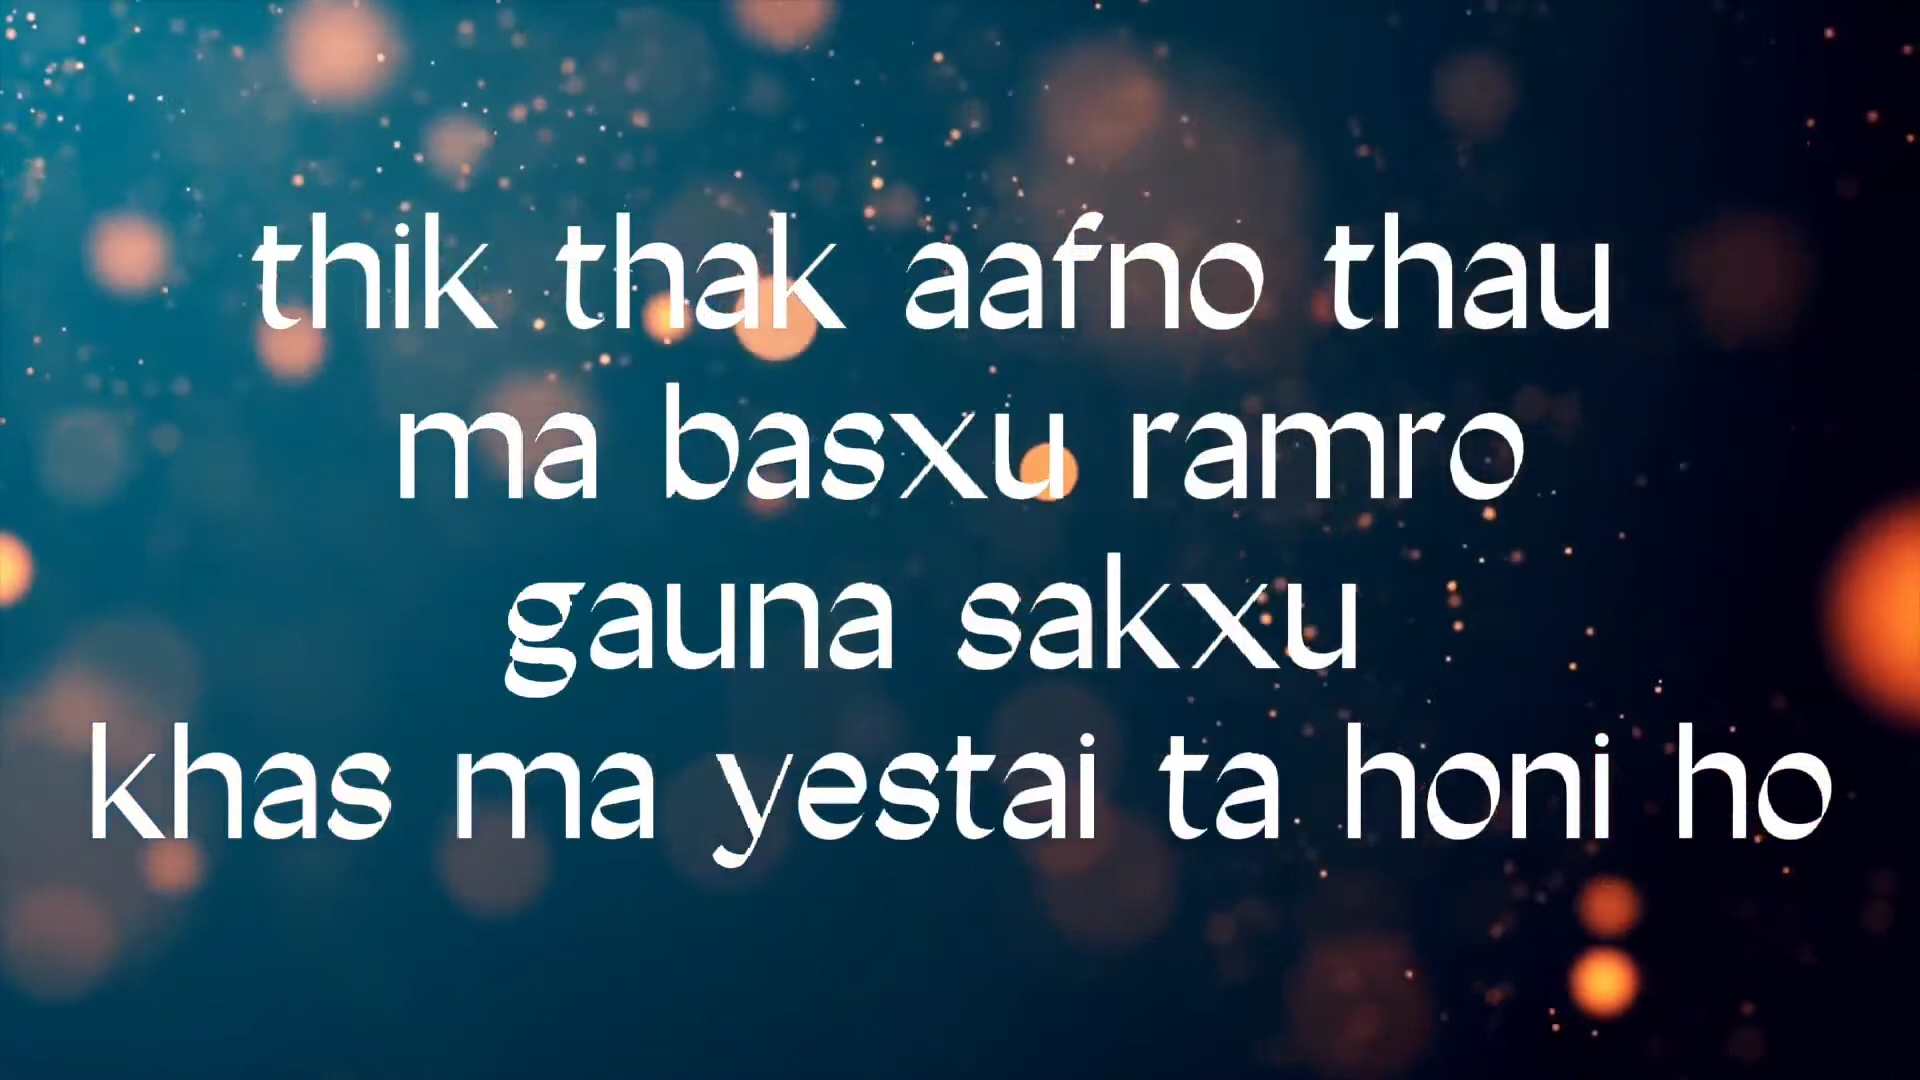 thik thak aafno thau
ma basxu ramro
gauna sakxu
khas ma yestai ta honi ho